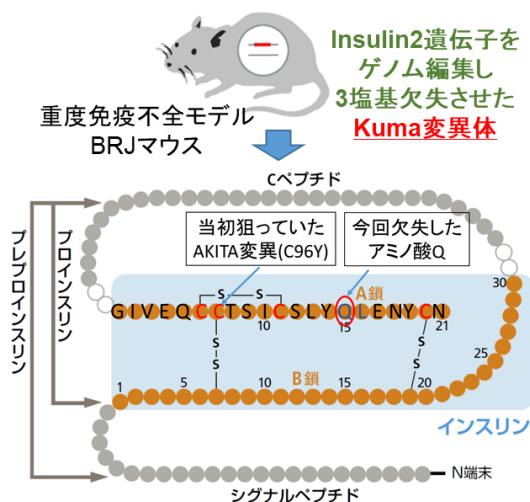 Insulin2遺伝子を
ゲノム編集し
3塩基欠失させた
Kuma変異体
重度免疫不全モデル
BRJマウス
Cペプチド
当初狙っていた
AKITA変異(C96Y)
今回欠失した
アミノ酸Q
プレプロインスリン
プロインスリン
30
S S
A鎖
GIVEQCCTSICSLYQLENYCN
10 15 21
S S
S S
25
B鎖
1 5 10 15 20
インスリン
N端末
シグナルペプチド